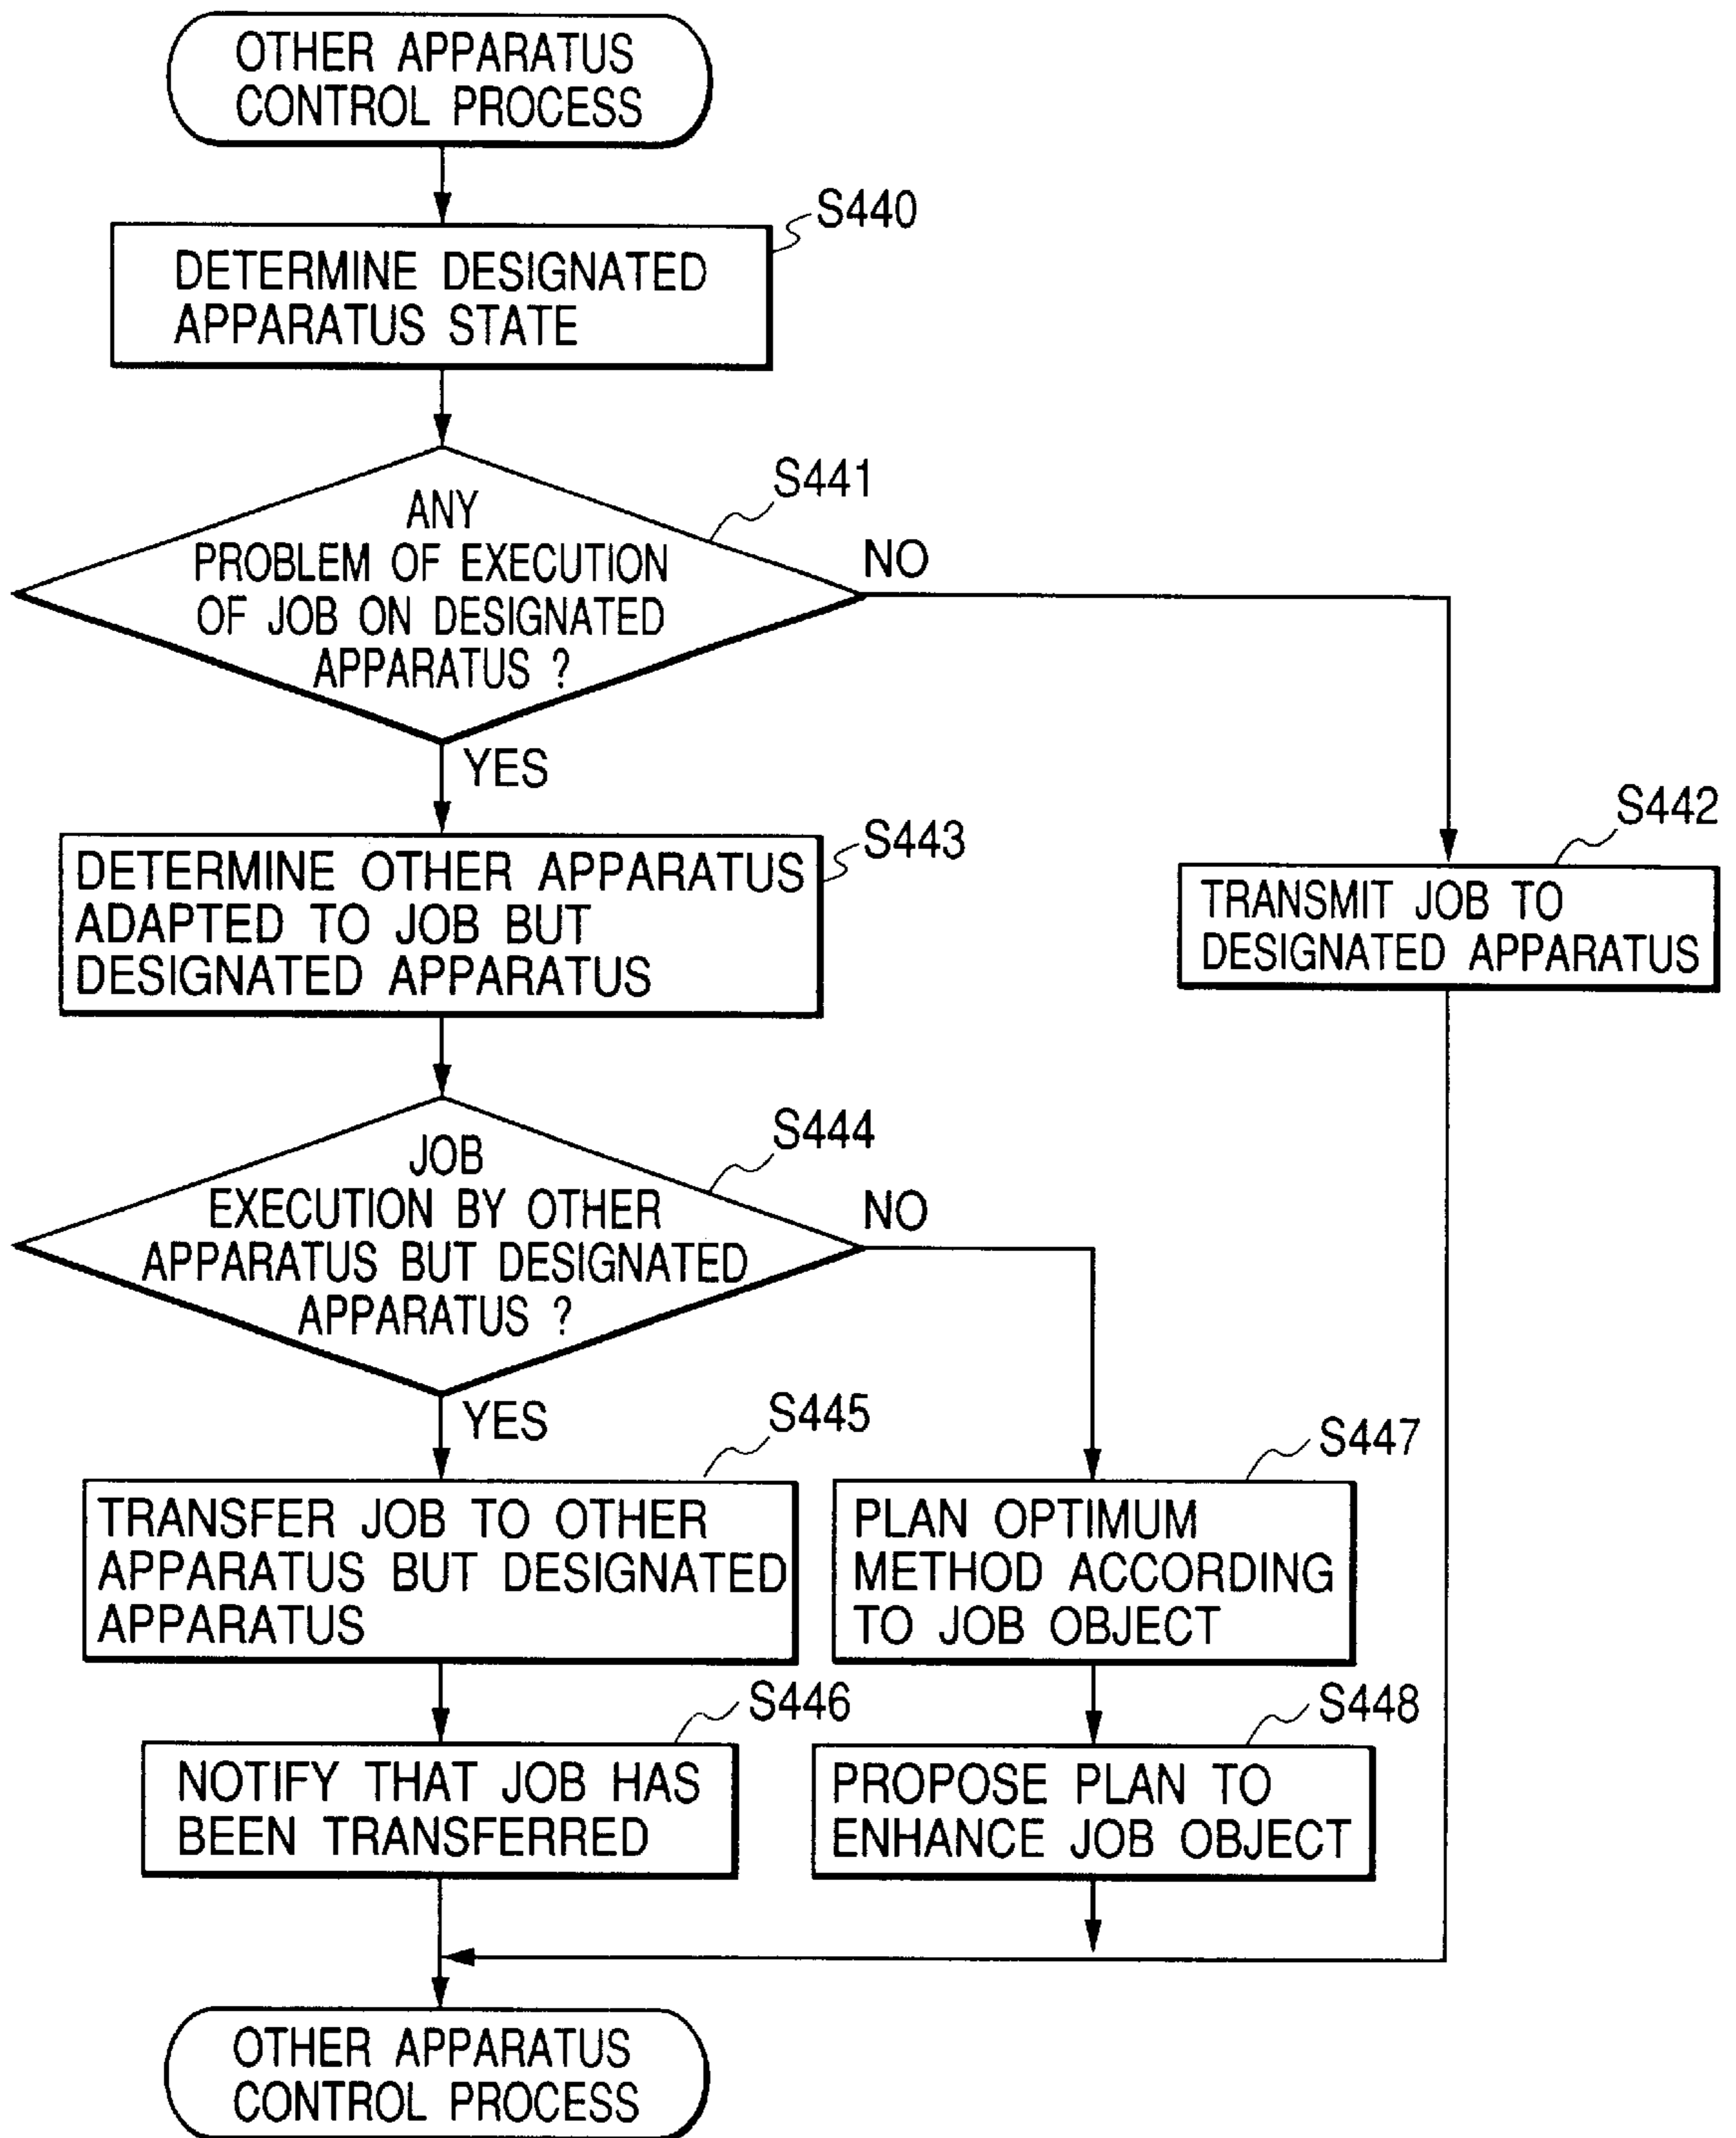 OTHER APPARATUS
CONTROL PROCESS
S440
DETERMINE DESIGNATED
APPARATUS STATE
S441
ANY
PROBLEM OF EXECUTION
OF JOB ON DESIGNATED
APPARATUS ?
NO
YES
S442
TRANSMIT JOB TO
DESIGNATED APPARATUS
S443
DETERMINE OTHER APPARATUS
ADAPTED TO JOB BUT
DESIGNATED APPARATUS
S444
JOB
EXECUTION BY OTHER
APPARATUS BUT DESIGNATED
APPARATUS ?
NO
YES
S445
TRANSFER JOB TO OTHER
APPARATUS BUT DESIGNATED
APPARATUS
S447
PLAN OPTIMUM
METHOD ACCORDING
TO JOB OBJECT
S446
NOTIFY THAT JOB HAS
BEEN TRANSFERRED
S448
PROPOSE PLAN TO
ENHANCE JOB OBJECT
OTHER APPARATUS
CONTROL PROCESS